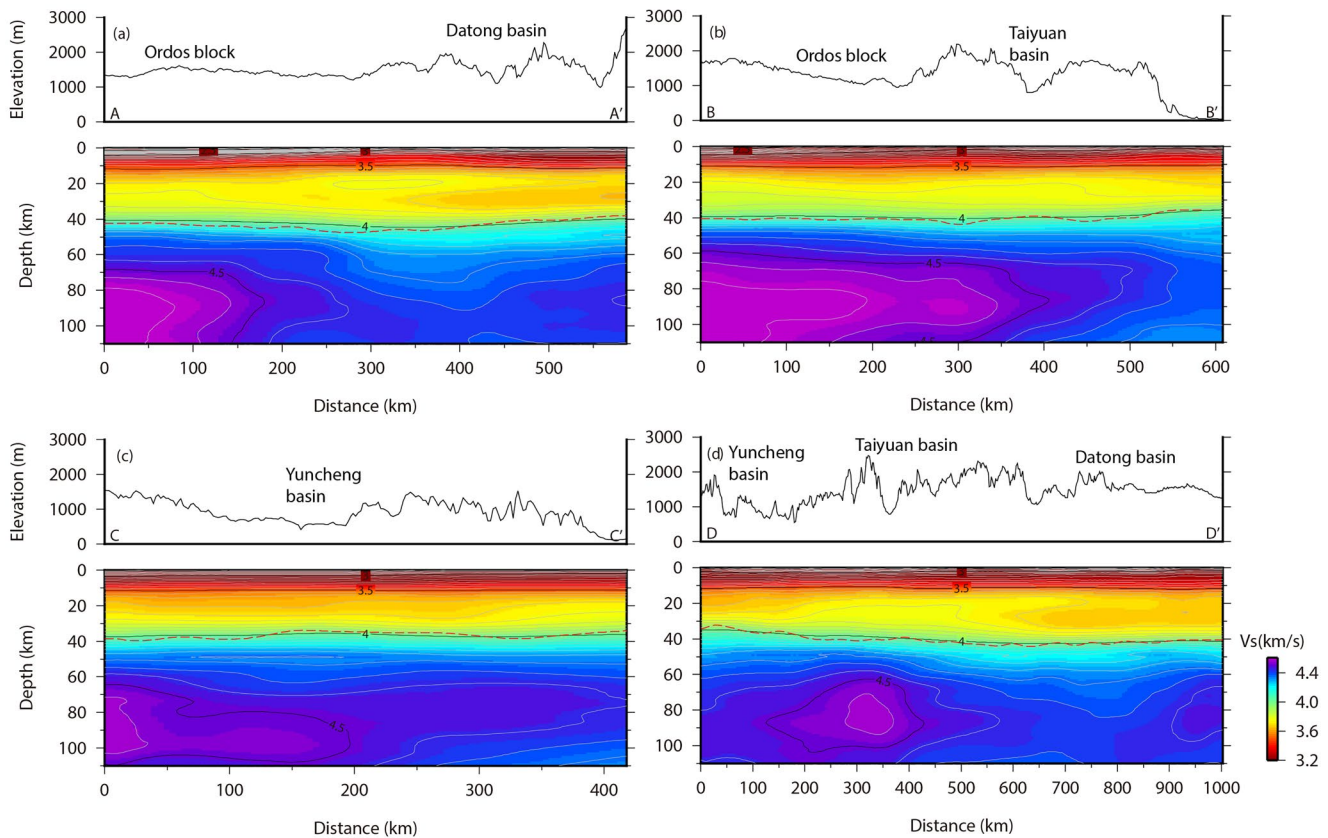 (a)
Ordos block
Datong basin
Elevation (m)
3000
2000
1000
0
A
A’
Depth (km)
0
20
40
60
80
100
3.5
4
4.5
0
100
200
300
400
500
Distance (km)
(b)
Ordos block
Taiyuan
basin
Elevation (m)
3000
2000
1000
0
B
B’
0
20
40
60
80
100
3.5
4
4.5
4.5
0
100
200
300
400
500
600
Distance (km)
(c)
Yuncheng
basin
Elevation (m)
3000
2000
1000
0
C
C’
Depth (km)
0
20
40
60
80
100
3.5
4
4.5
0
100
200
300
400
Distance (km)
(d)
Yuncheng
basin
Taiyuan basin
Datong basin
Elevation (m)
3000
2000
1000
0
D
D’
0
20
40
60
80
100
3.5
4
4.5
0
100
200
300
400
500
600
700
800
900
1000
Distance (km)
Vs(km/s)
4.4
4.0
3.6
3.2